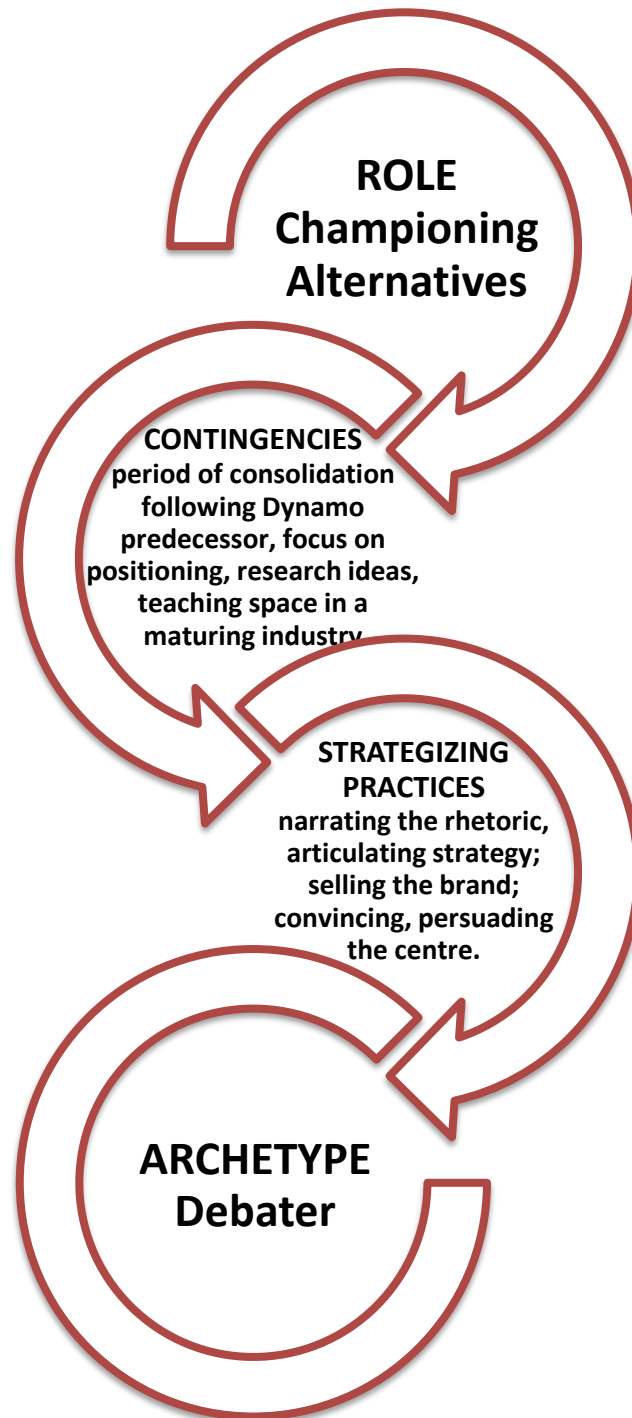 ROLE
Championing
Alternatives
CONTINGENCIES
period of consolidation
following Dynamo
predecessor, focus on
positioning, research ideas,
teaching space in a
maturing industry
STRATEGIZING
PRACTICES
narrating the rhetoric,
articulating strategy;
selling the brand;
convincing, persuading
the centre.
ARCHETYPE
Debater